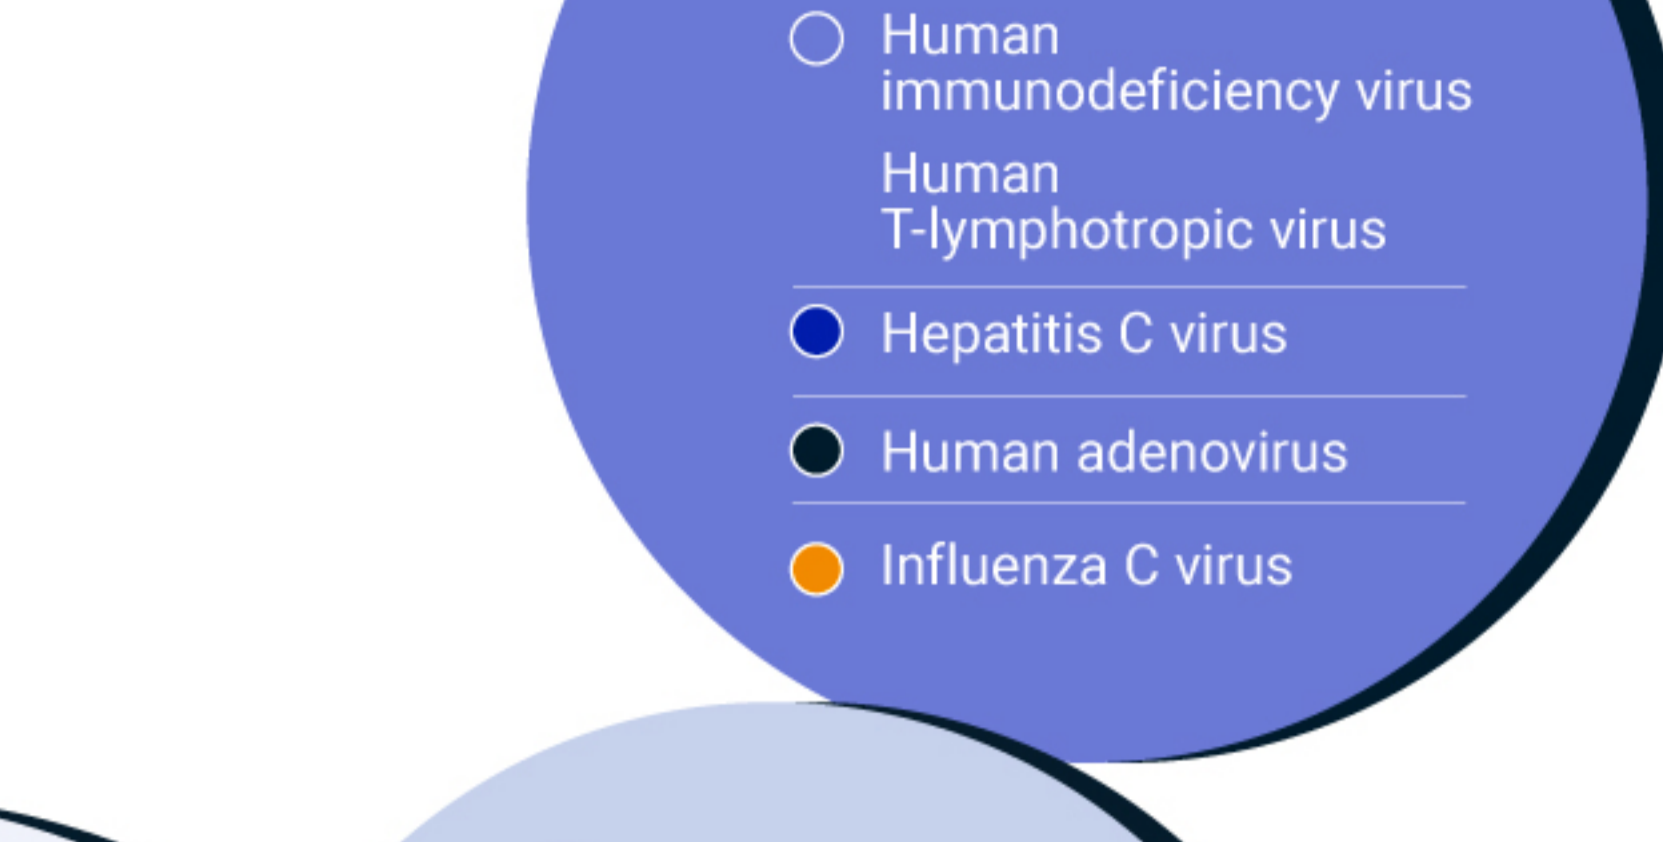 Human
immunodeficiency virus
Human
T-lymphotropic virus
Hepatitis C virus
Human adenovirus
Influenza C virus